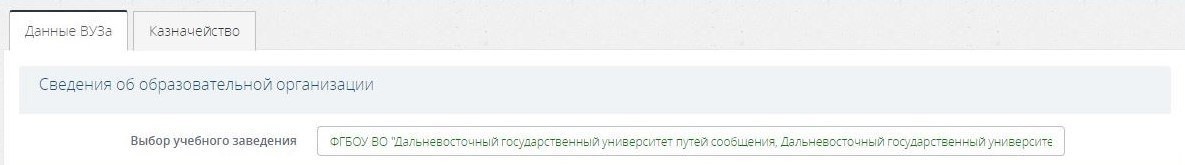 Данные ВУЗа Казначейство
Сведения об образовательной организации
Выбор учебного заведения ФГБОУ ВО "Дальневосточный государственный университет путей сообщения, Дальневосточный государственный университе